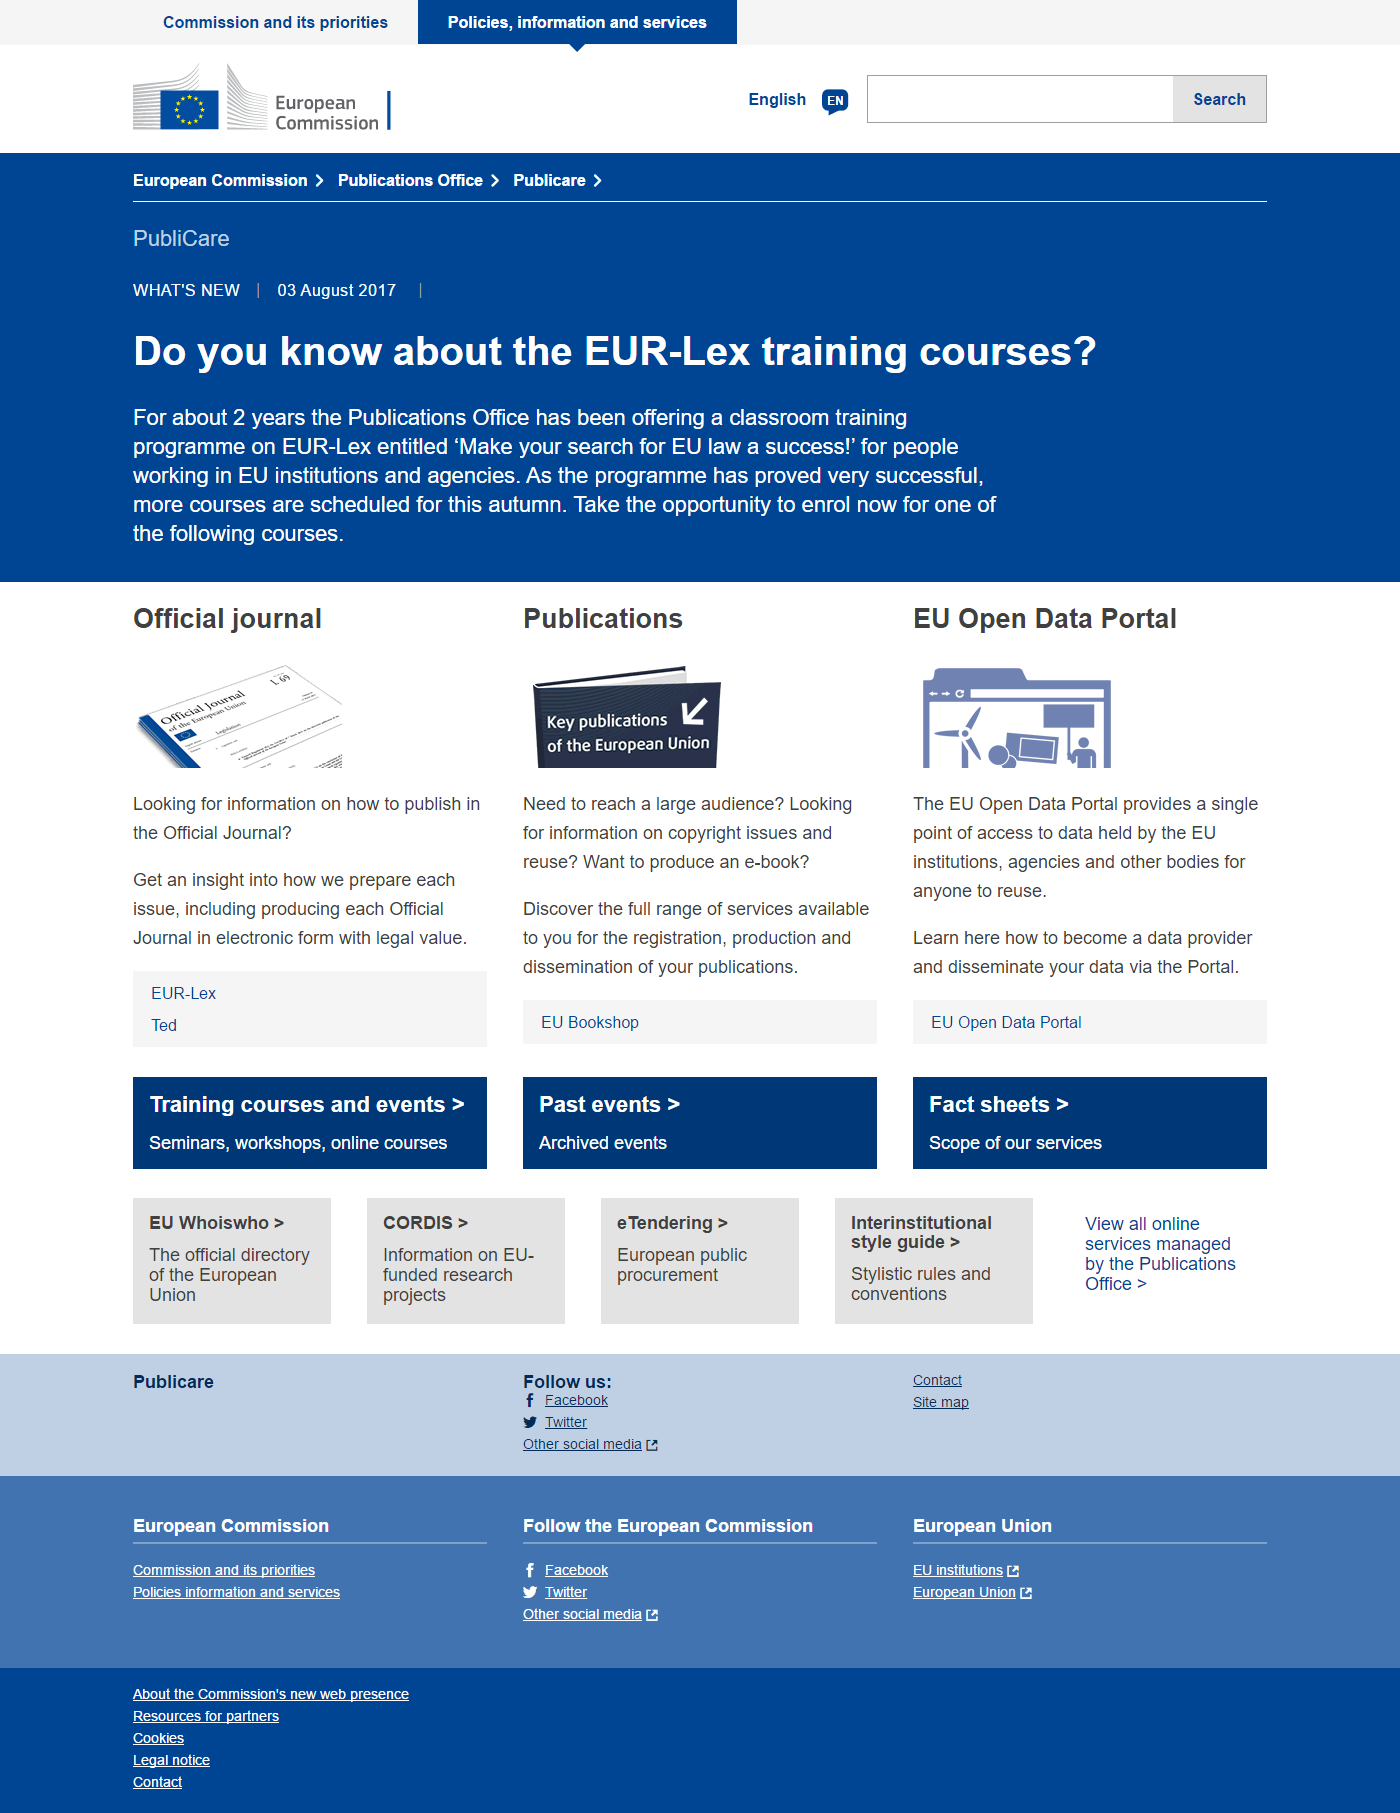 Commission and its priorities
Policies, information and services
European
Commission
English
EN
Search
European Commission
Publications Office
Publicare
PubliCare
WHAT'S NEW | 03 August 2017 |
Do you know about the EUR-Lex training courses?
For about 2 years the Publications Office has been offering a classroom training
programme on EUR-Lex entitled ‘Make your search for EU law a success!’ for people
working in EU institutions and agencies. As the programme has proved very successful,
more courses are scheduled for this autumn. Take the opportunity to enrol now for one of
the following courses.
Official journal
Official Journal
of the European Union
L 69
Legislation
Looking for information on how to publish in
the Official Journal?
Get an insight into how we prepare each
issue, including producing each Official
Journal in electronic form with legal value.
EUR-Lex
Ted
Publications
Key publications
of the European Union
Need to reach a large audience? Looking
for information on copyright issues and
reuse? Want to produce an e-book?
Discover the full range of services available
to you for the registration, production and
dissemination of your publications.
EU Bookshop
EU Open Data Portal
The EU Open Data Portal provides a single
point of access to data held by the EU
institutions, agencies and other bodies for
anyone to reuse.
Learn here how to become a data provider
and disseminate your data via the Portal.
EU Open Data Portal
Training courses and events >
Seminars, workshops, online courses
Past events >
Archived events
Fact sheets >
Scope of our services
EU Whoiswho >
The official directory
of the European
Union
CORDIS >
Information on EU-
funded research
projects
eTendering >
European public
procurement
Interinstitutional
style guide >
Stylistic rules and
conventions
View all online
services managed
by the Publications
Office >
Publicare
Follow us:
Facebook
Twitter
Other social media
Contact
Site map
European Commission
Commission and its priorities
Policies information and services
Follow the European Commission
Facebook
Twitter
Other social media
European Union
EU institutions
European Union
About the Commission's new web presence
Resources for partners
Cookies
Legal notice
Contact